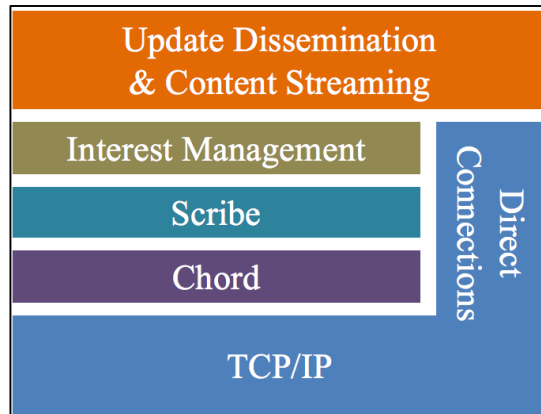 Update Dissemination
& Content Streaming
Interest Management
Scribe
Chord
Direct
Connections
TCP/IP